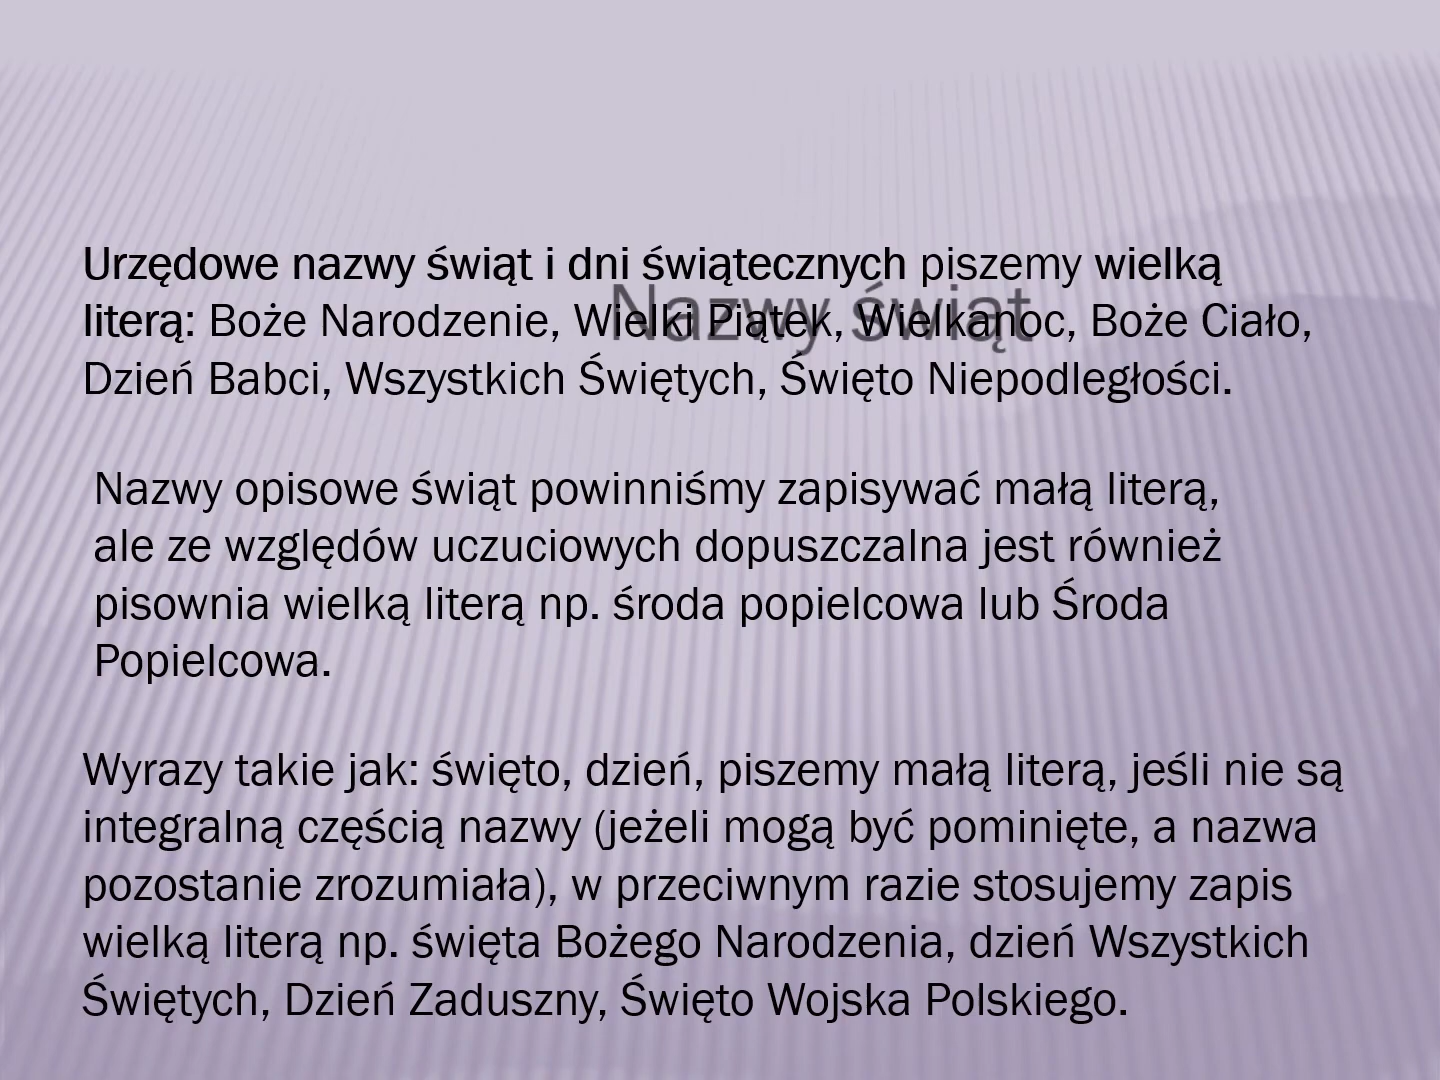 Urzędowe nazwy świąt i dni świątecznych piszemy wielką
literą: Boże Narodzenie, Wielki Piątek, Wielkanoc, Boże Ciało,
Nazwy świąt
Dzień Babci, Wszystkich Świętych, Święto Niepodległości.
Nazwy opisowe świąt powinniśmy zapisywać małą literą,
ale ze względów uczuciowych dopuszczalna jest również
pisownia wielką literą np. środa popielcowa lub Środa
Popielcowa.
Wyrazy takie jak: święto, dzień, piszemy małą literą, jeśli nie są
integralną częścią nazwy (jeżeli mogą być pominięte, a nazwa
pozostanie zrozumiała), w przeciwnym razie stosujemy zapis
wielką literą np. święta Bożego Narodzenia, dzień Wszystkich
Świętych, Dzień Zaduszny, Święto Wojska Polskiego.